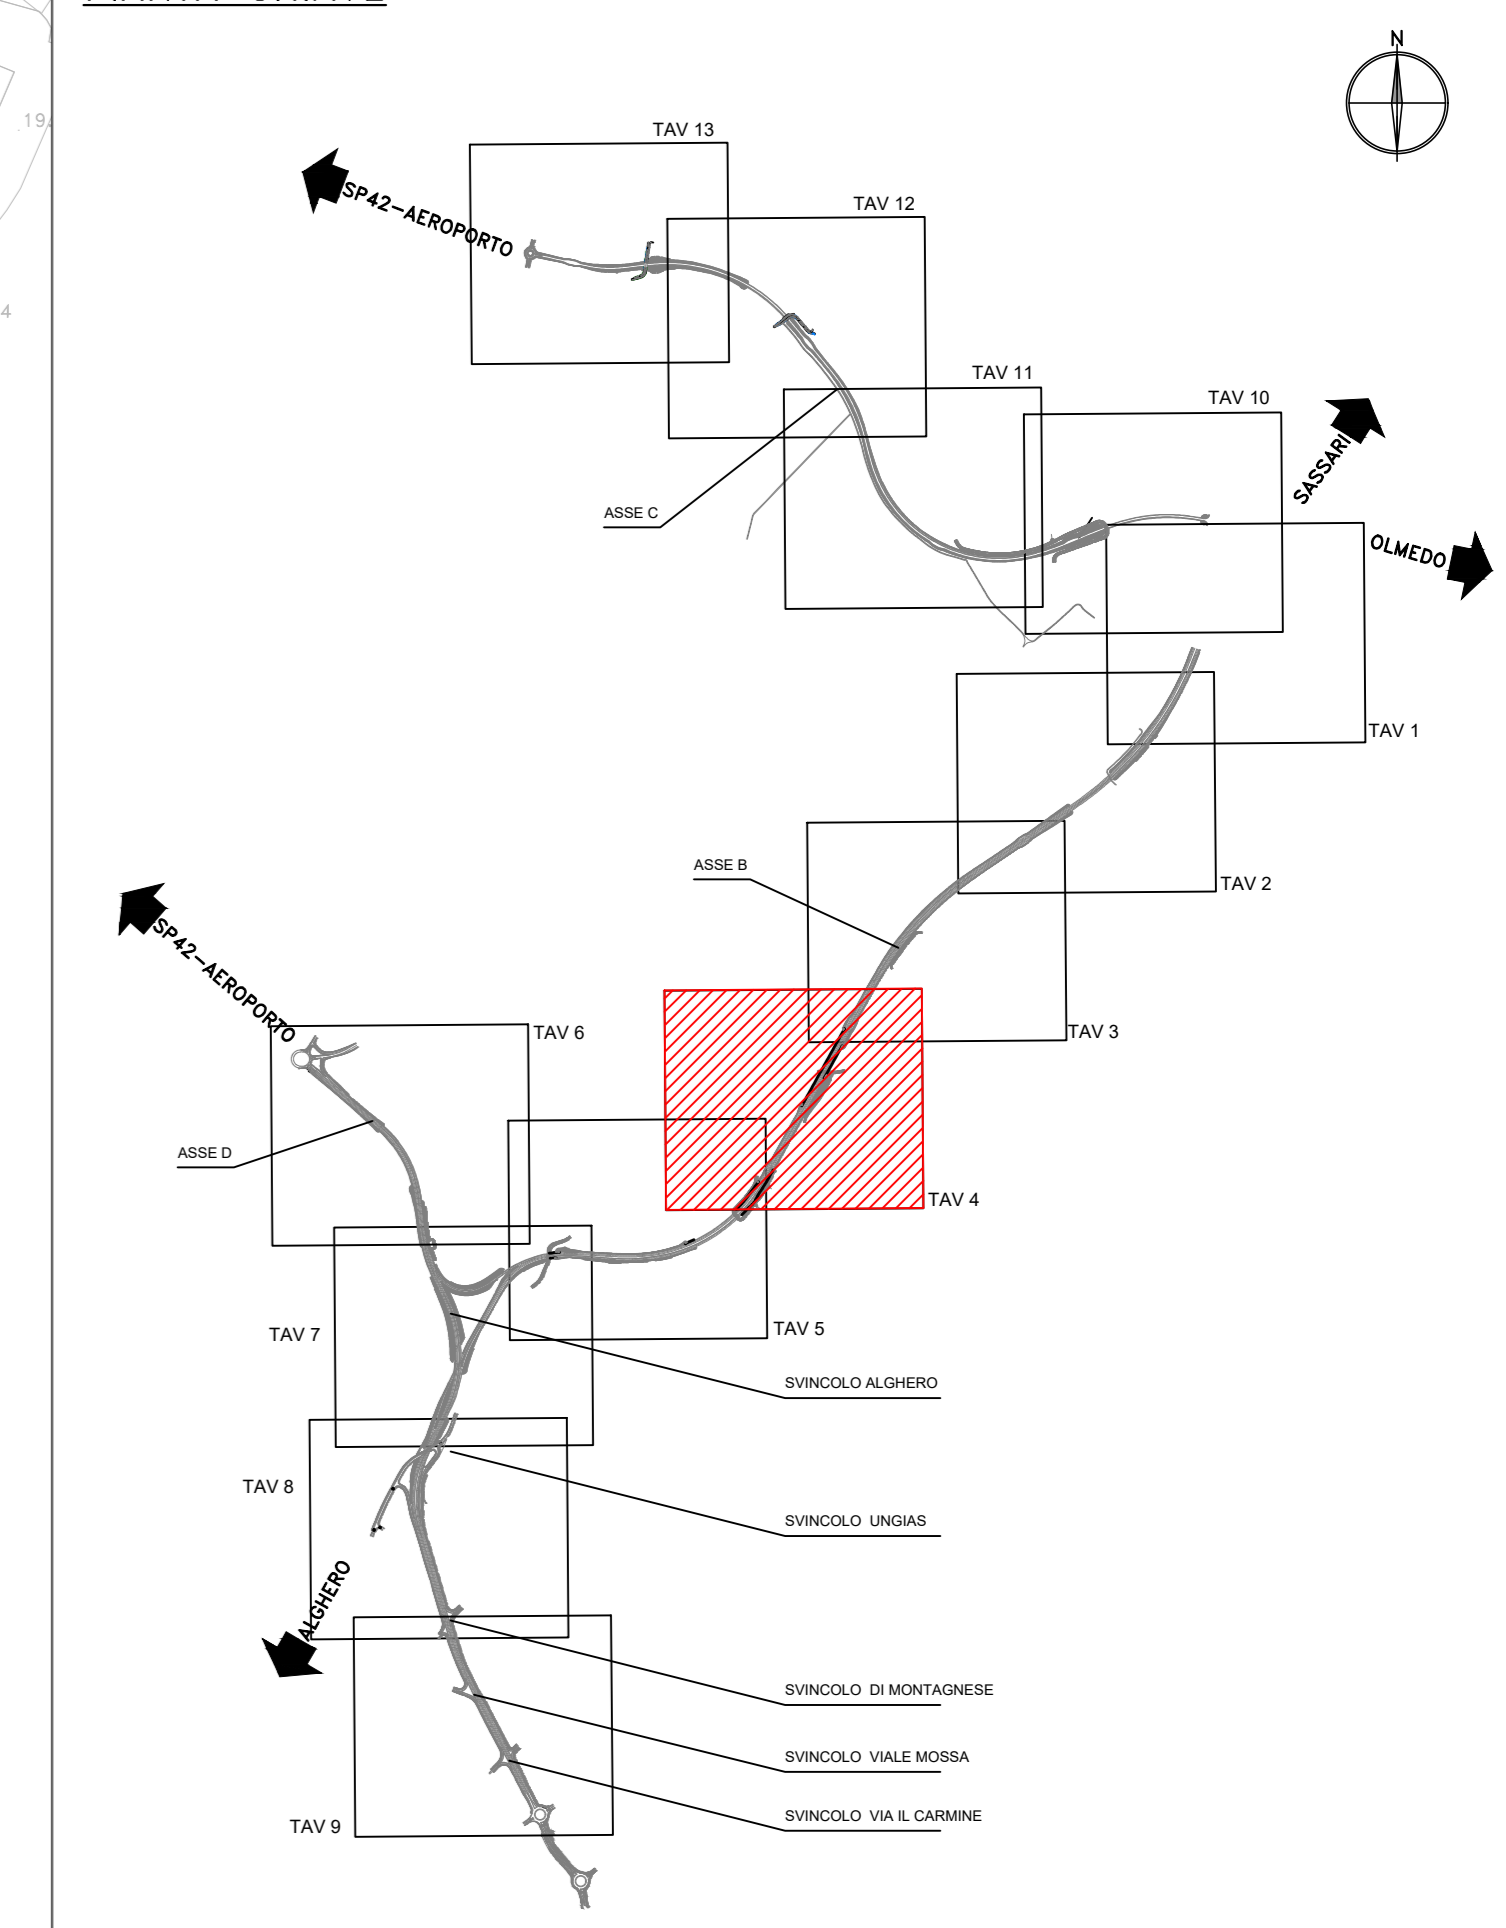 N
TAV 13
19
SP42-AEROPORTO
TAV 12
4
TAV 11
TAV 10
SASSARI
ASSE C
OLMEDO
TAV 1
ASSE B
TAV 2
SP42-AEROPORTO
TAV 6
TAV 3
ASSE D
TAV 4
TAV 7
TAV 5
SVINCOLO ALGHERO
TAV 8
SVINCOLO UNGIAS
ALGHERO
SVINCOLO DI MONTAGNESE
SVINCOLO VIALE MOSSA
SVINCOLO VIA IL CARMINE
TAV 9